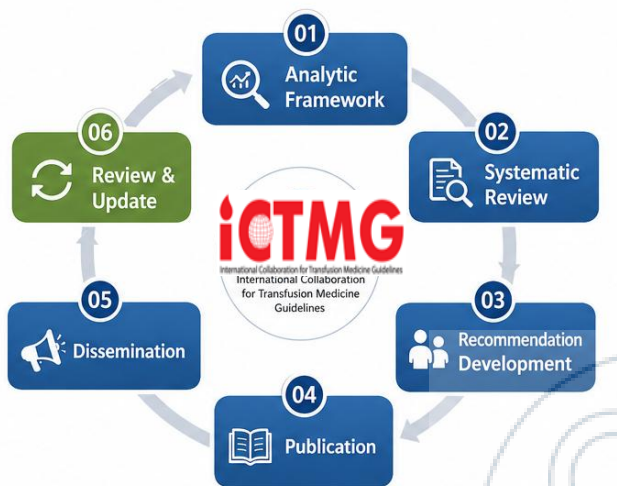 01
Analytic
Framework
02
Systematic
Review
03
Recommendation
Development
04
Publication
05
Dissemination
06
Review &
Update
iCTMG
International Collaboration for Transfusion Medicine Guidelines
International Collaboration
for Transfusion Medicine
Guidelines